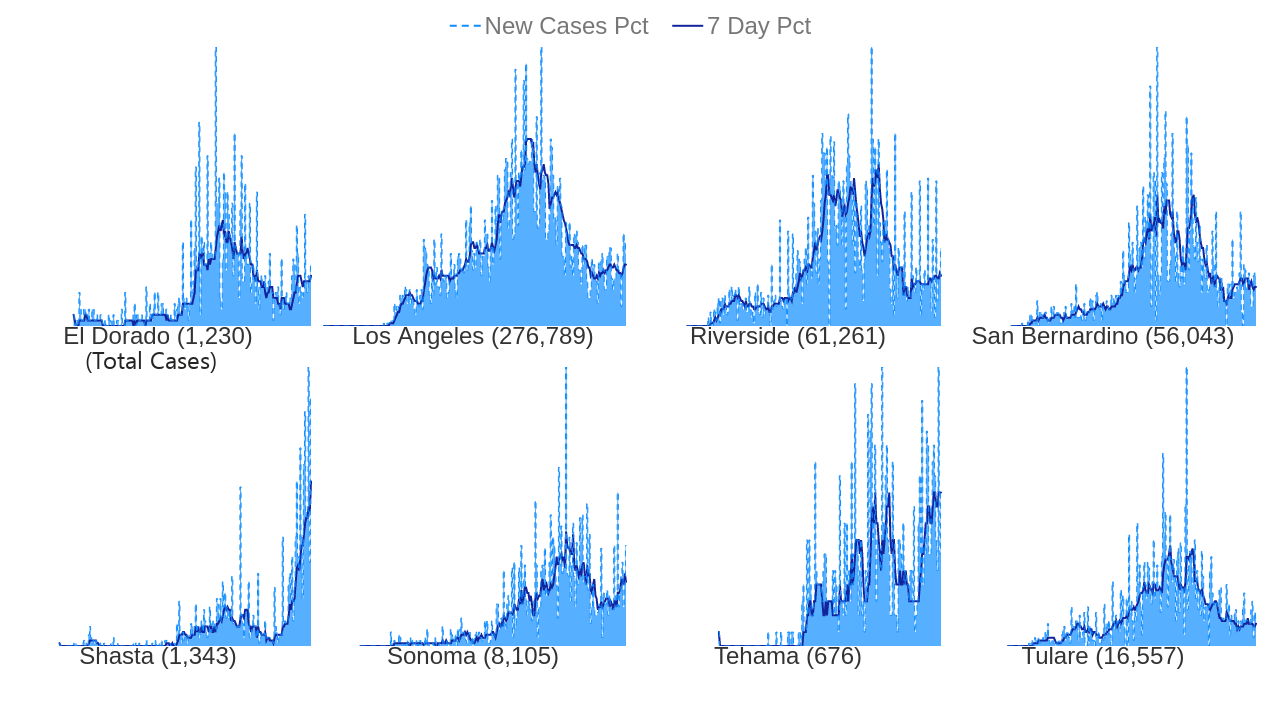 New Cases Pct 7 Day Pct
El Dorado (1,230) Los Angeles (276,789) Riverside (61,261) San Bernardino (56,043)
(Total Cases)
Shasta (1,343) Sonoma (8,105) Tehama (676) Tulare (16,557)